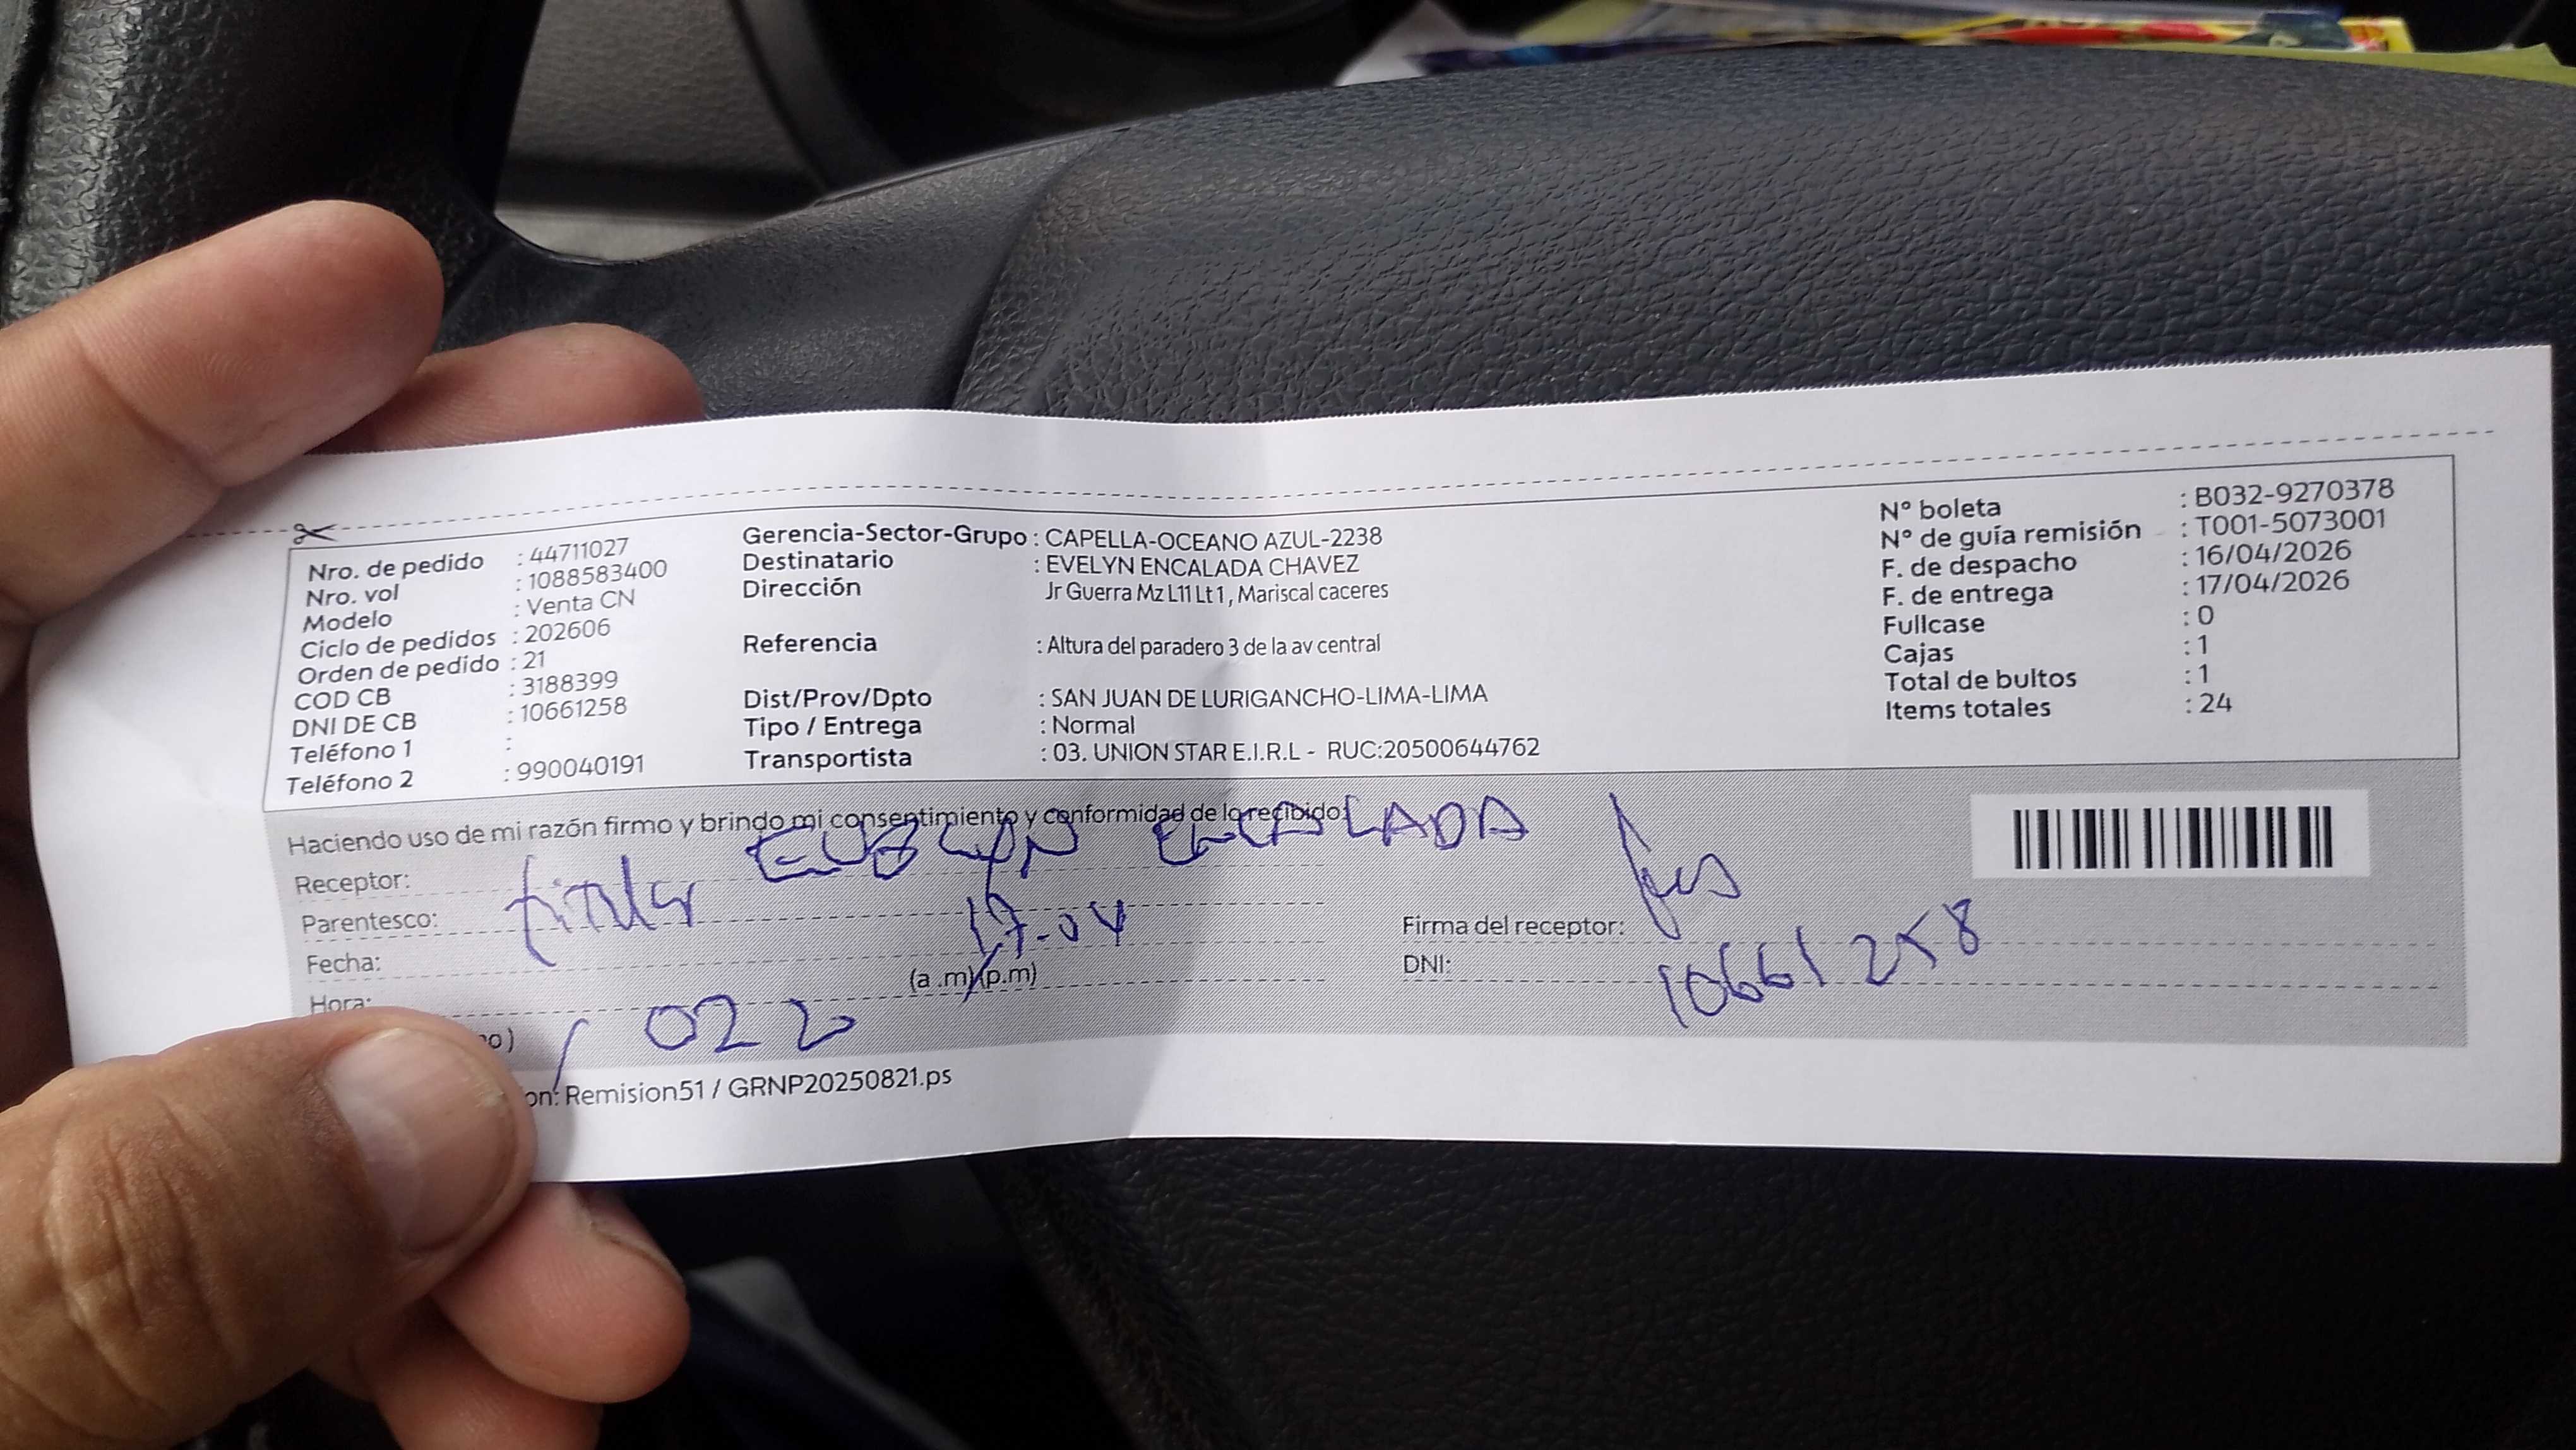 Nro. de pedido : 44711027
Nro. vol : 1088583400
Modelo : Venta CN
Ciclo de pedidos : 202606
Orden de pedido : 21
COD CB : 3188399
DNI DE CB : 10661258
Teléfono 1 :
Teléfono 2 : 990040191
Gerencia-Sector-Grupo : CAPELLA-OCEANO AZUL-2238
Destinatario : EVELYN ENCALADA CHAVEZ
Dirección Jr Guerra Mz L11 Lt 1, Mariscal caceres
Referencia : Altura del paradero 3 de la av central
Dist/Prov/Dpto : SAN JUAN DE LURIGANCHO-LIMA-LIMA
Tipo / Entrega : Normal
Transportista : 03. UNION STAR E.I.R.L - RUC:20500644762
N° boleta : B032-9270378
N° de guía remisión : T001-5073001
F. de despacho : 16/04/2026
F. de entrega : 17/04/2026
Fullcase : 0
Cajas : 1
Total de bultos : 1
Items totales : 24
Haciendo uso de mi razón firmo y brindo mi consentimiento y conformidad de lo recibido:
Receptor: ENCALADA
Parentesco: titular
Fecha: 17-04
Hora: (a.m)(p.m)
Firma del receptor:
DNI: 10661258
on: Remision51 / GRNP20250821.ps